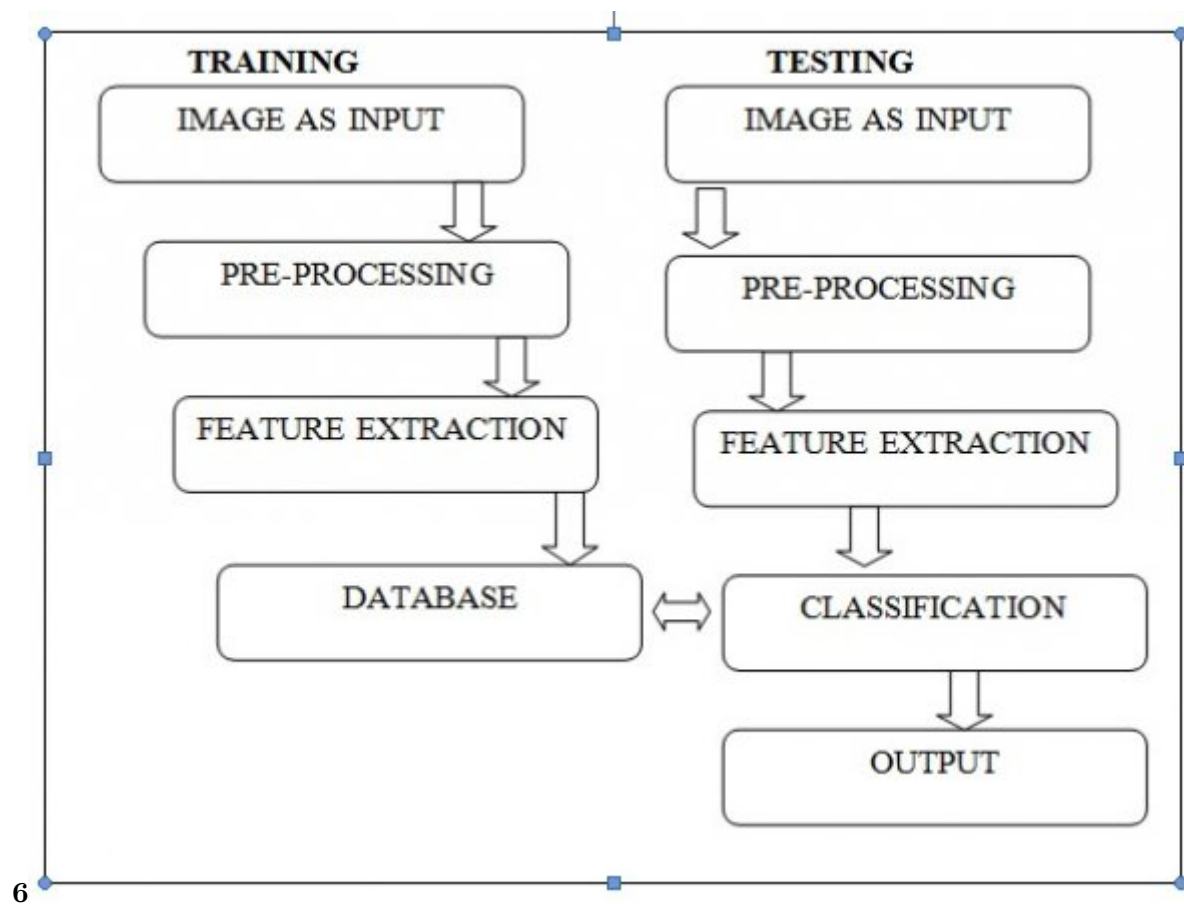 TRAINING
IMAGE AS INPUT
PRE-PROCESSING
FEATURE EXTRACTION
DATABASE
TESTING
IMAGE AS INPUT
PRE-PROCESSING
FEATURE EXTRACTION
CLASSIFICATION
OUTPUT
6